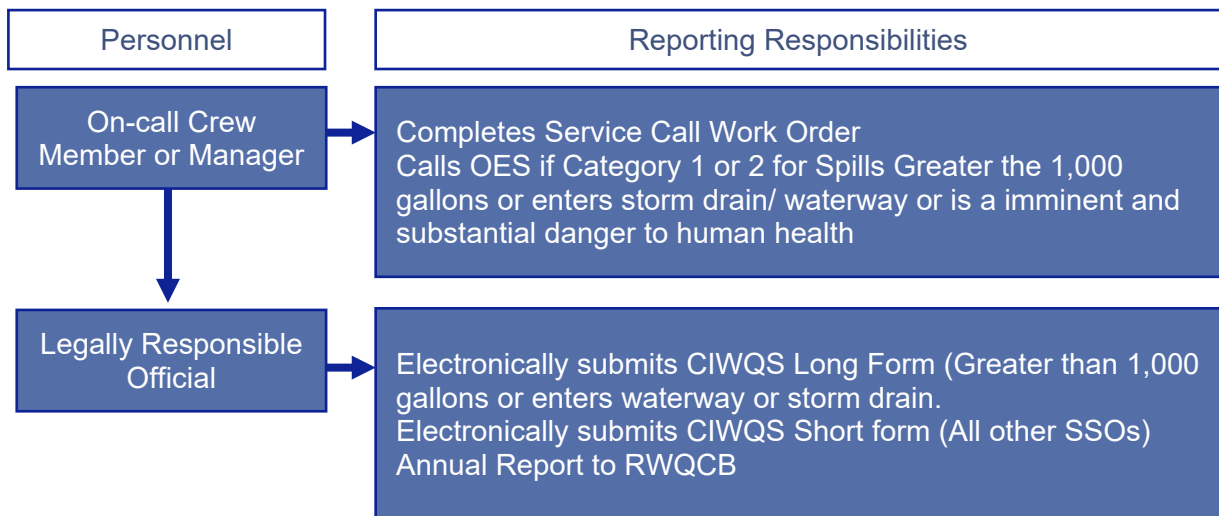 Personnel
Reporting Responsibilities
On-call Crew
Member or Manager
Completes Service Call Work Order
Calls OES if Category 1 or 2 for Spills Greater the 1,000
gallons or enters storm drain/ waterway or is a imminent and
substantial danger to human health
Legally Responsible
Official
Electronically submits CIWQS Long Form (Greater than 1,000
gallons or enters waterway or storm drain.
Electronically submits CIWQS Short form (All other SSOs)
Annual Report to RWQCB